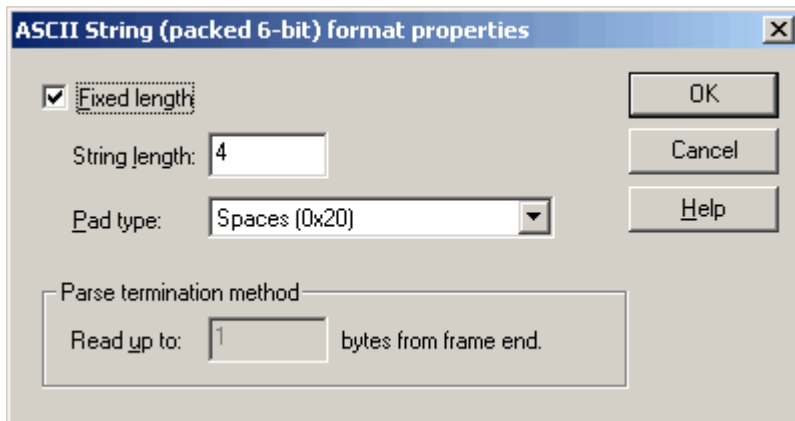 ASCII String (packed 6-bit) format properties
Fixed length
OK
String length: 4
Cancel
Pad type: Spaces (0x20)
Help
Parse termination method
Read up to: 1 bytes from frame end.